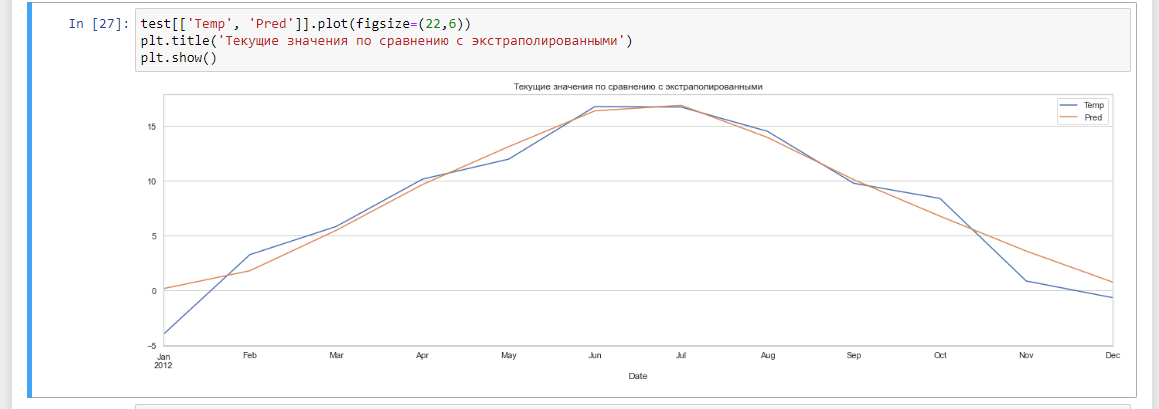 In [27]: test[['Temp', 'Pred']].plot(figsize=(22,6))
plt.title('Текущие значения по сравнению с экстраполированными')
plt.show()
Текущие значения по сравнению с экстраполированными
Temp
Pred
15
10
5
0
−5
Jan Feb Mar Apr May Jun Jul Aug Sep Oct Nov Dec
2012
Date